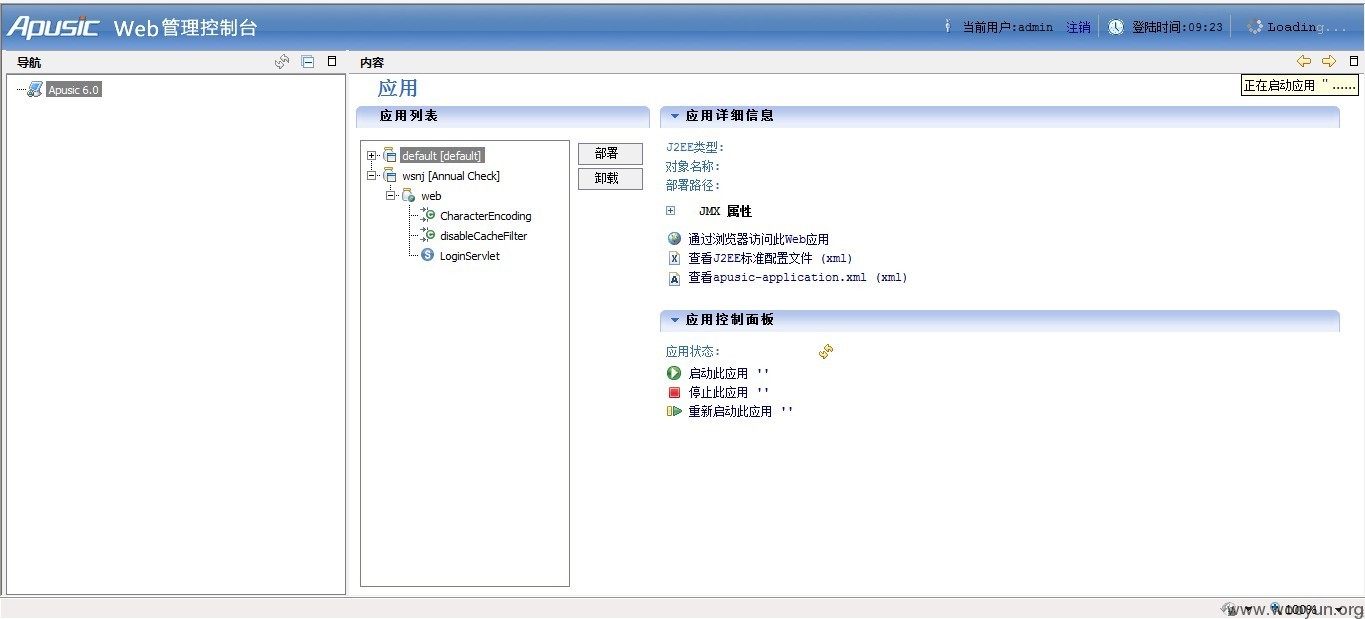 Apusic Web管理控制台
当前用户:admin 注销 登陆时间:09:23 Loading...
导航
内容
Apusic 6.0
正在启动应用 '' ......
应用
应用列表
应用详细信息
default [default]
wsnj [Annual Check]
web
CharacterEncoding
disableCacheFilter
LoginServlet
部署
卸载
J2EE类型:
对象名称:
部署路径:
JMX 属性
通过浏览器访问此Web应用
查看J2EE标准配置文件 (xml)
查看apusic-application.xml (xml)
应用控制面板
应用状态:
启动此应用 ''
停止此应用 ''
重新启动此应用 ''
100%
www.wooyun.org